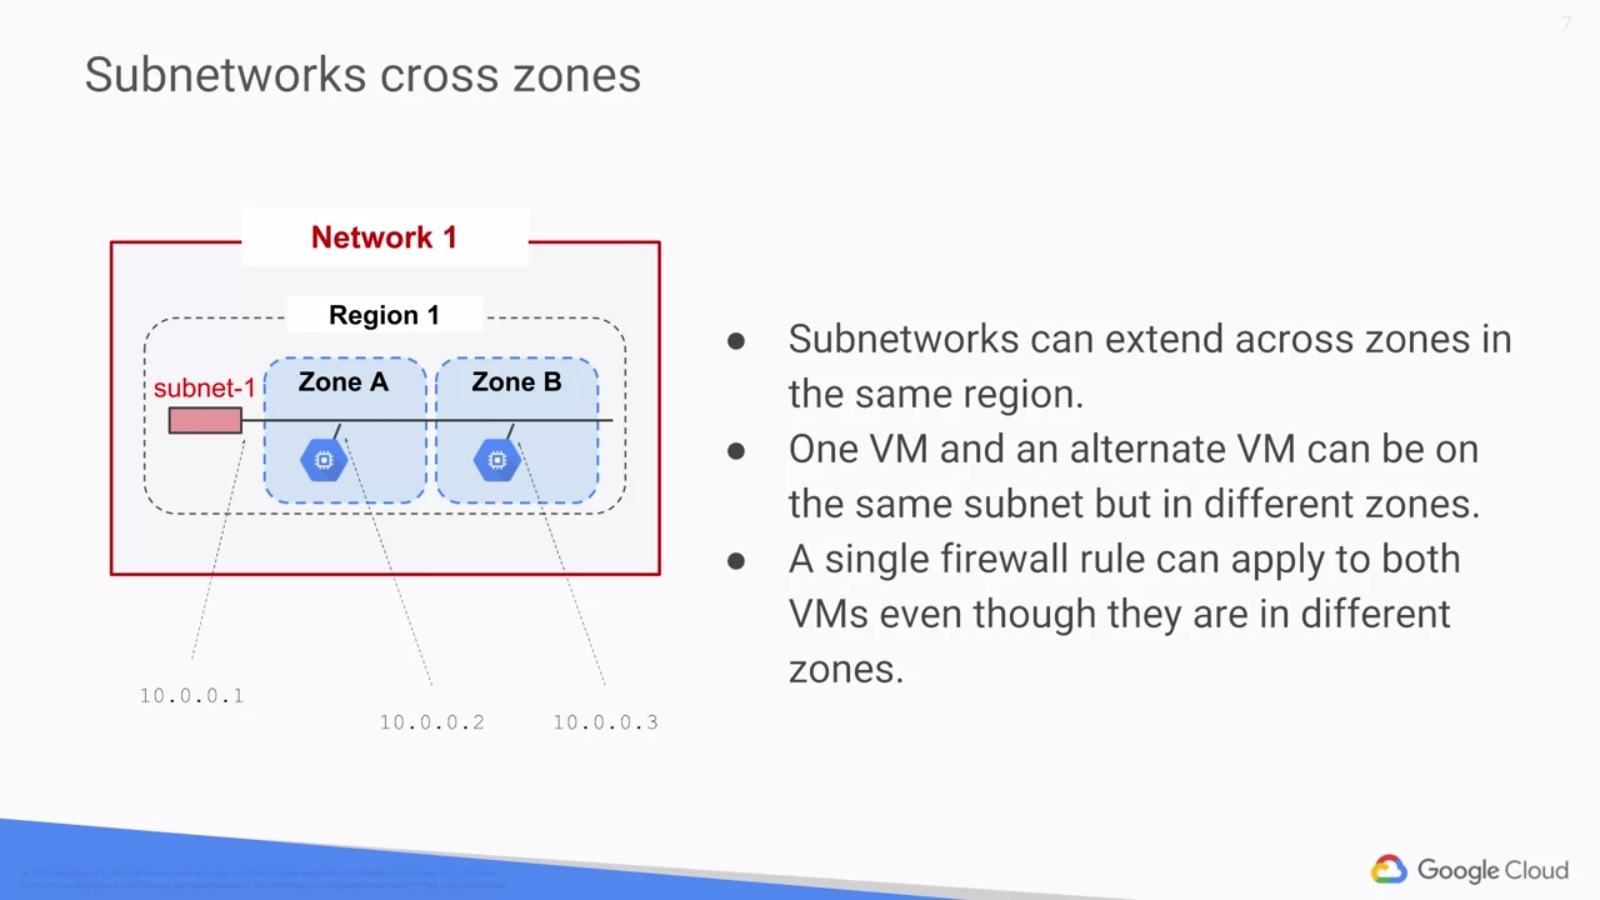 7
Subnetworks cross zones
Network 1
Region 1
subnet-1
Zone A
Zone B
10.0.0.1
10.0.0.2
10.0.0.3
● Subnetworks can extend across zones in
the same region.
● One VM and an alternate VM can be on
the same subnet but in different zones.
● A single firewall rule can apply to both
VMs even though they are in different
zones.
Google Cloud